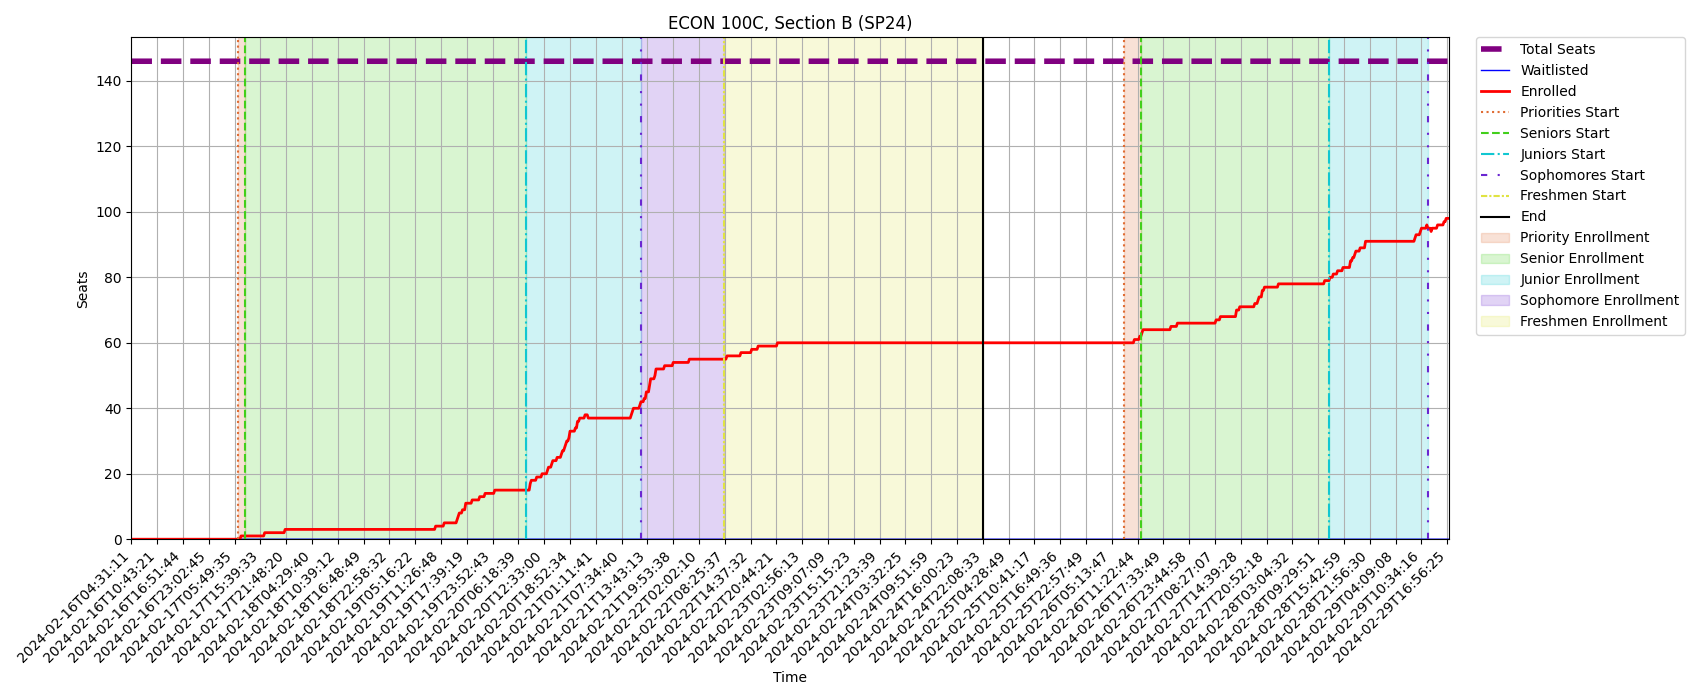 ECON 100C, Section B (SP24)
Seats
140
120
100
80
60
40
20
0
2024-02-16T04:31:11
2024-02-16T10:43:21
2024-02-16T16:51:44
2024-02-16T23:02:45
2024-02-17T05:49:35
2024-02-17T15:39:33
2024-02-17T21:48:20
2024-02-18T04:29:40
2024-02-18T10:39:12
2024-02-18T16:48:49
2024-02-18T22:58:32
2024-02-19T05:16:22
2024-02-19T11:26:48
2024-02-19T17:39:19
2024-02-19T23:52:43
2024-02-20T06:18:39
2024-02-20T12:33:00
2024-02-20T18:52:34
2024-02-21T01:11:41
2024-02-21T07:34:40
2024-02-21T13:43:13
2024-02-21T19:53:38
2024-02-22T02:02:10
2024-02-22T08:25:37
2024-02-22T14:37:32
2024-02-22T20:44:21
2024-02-23T02:56:13
2024-02-23T09:07:09
2024-02-23T15:15:23
2024-02-23T21:23:39
2024-02-24T03:32:25
2024-02-24T09:51:59
2024-02-24T16:00:23
2024-02-24T22:08:33
2024-02-25T04:28:49
2024-02-25T10:41:17
2024-02-25T16:49:36
2024-02-25T22:57:49
2024-02-26T05:13:47
2024-02-26T11:22:44
2024-02-26T17:33:49
2024-02-26T23:44:58
2024-02-27T08:27:07
2024-02-27T14:39:28
2024-02-27T20:52:18
2024-02-28T03:04:32
2024-02-28T09:29:51
2024-02-28T15:42:59
2024-02-28T21:56:30
2024-02-29T04:09:08
2024-02-29T10:34:16
2024-02-29T16:56:25
Time
Total Seats
Waitlisted
Enrolled
Priorities Start
Seniors Start
Juniors Start
Sophomores Start
Freshmen Start
End
Priority Enrollment
Senior Enrollment
Junior Enrollment
Sophomore Enrollment
Freshmen Enrollment